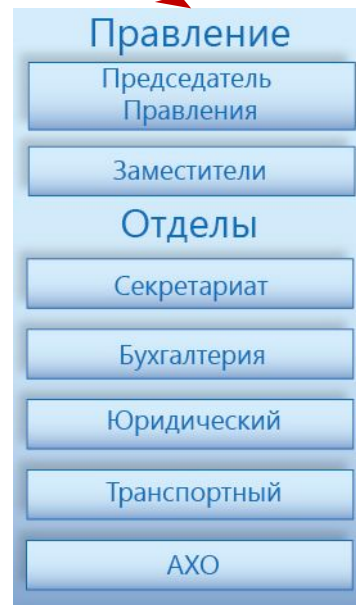 Правление
Председатель
Правления
Заместители
Отделы
Секретариат
Бухгалтерия
Юридический
Транспортный
АХО